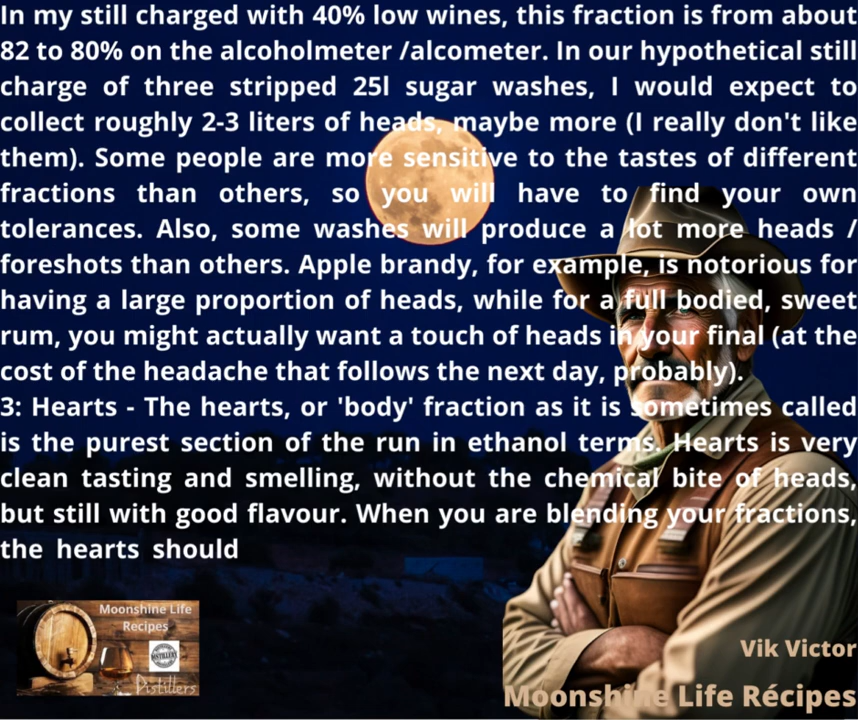 In my still charged with 40% low wines, this fraction is from about
82 to 80% on the alcoholmeter /alcometer. In our hypothetical still
charge of three stripped 25l sugar washes, I would expect to
collect roughly 2-3 liters of heads, maybe more (I really don't like
them). Some people are more sensitive to the tastes of different
fractions than others, so you will have to find your own
tolerances. Also, some washes will produce a lot more heads /
foreshots than others. Apple brandy, for example, is notorious for
having a large proportion of heads, while for a full bodied, sweet
rum, you might actually want a touch of heads in your final (at the
cost of the headache that follows the next day, probably).
3: Hearts - The hearts, or 'body' fraction as it is sometimes called
is the purest section of the run in ethanol terms. Hearts is very
clean tasting and smelling, without the chemical bite of heads,
but still with good flavour. When you are blending your fractions,
the hearts should
Moonshine Life
Recipes
DISTILLERY
Distillers
Vik Victor
Moonshine Life Récipes